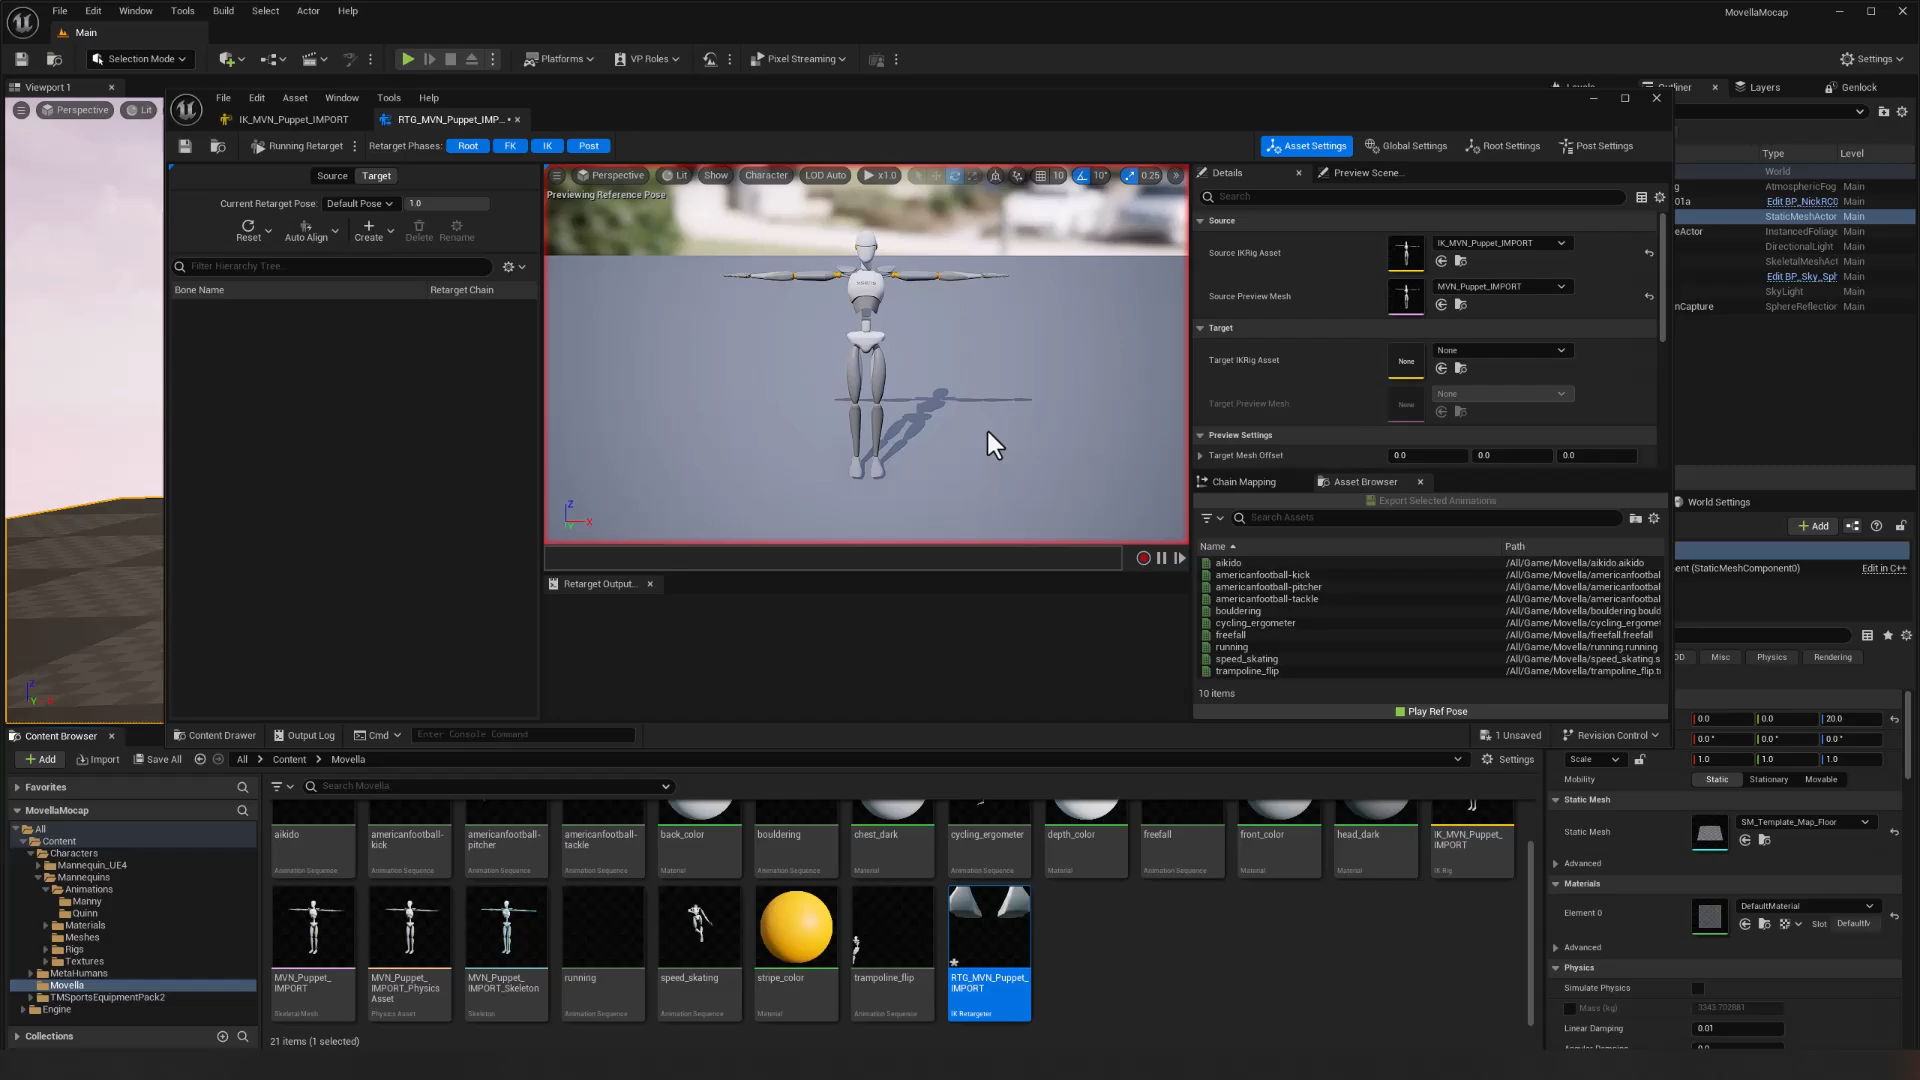 File Edit Window Tools Build Select Actor Help
MovellaMocap
Main
Selection Mode
Platforms
VP Roles
Pixel Streaming
Settings
Viewport 1
Layers
Genlock
Perspective
Lit
File Edit Asset Window Tools Help
IK_MVN_Puppet_IMPORT
RTG_MVN_Puppet_IMP...•
Running Retarget
Retarget Phases: Root FK IK Post
Asset Settings
Global Settings
Root Settings
Post Settings
Type Level
World
AtmosphericFog Main
Edit BP_NickRC0 Main
StaticMeshActor Main
InstancedFoliage Main
DirectionalLight Main
SkeletalMeshAct Main
Edit BP_Sky_Sph Main
SkyLight Main
SphereReflection Main
Source Target
Current Retarget Pose: Default Pose 1.0
Reset Auto Align Create Delete Rename
Filter Hierarchy Tree...
Bone Name Retarget Chain
Perspective Lit Show Character LOD Auto x1.0 10 10° 0.25
Previewing Reference Pose
Z
X
Y
Details
Preview Scene...
Search
Source
Source IKRig Asset
IK_MVN_Puppet_IMPORT
Source Preview Mesh
MVN_Puppet_IMPORT
Target
Target IKRig Asset
None
None
Target Preview Mesh
None
None
Preview Settings
Target Mesh Offset 0.0 0.0 0.0
Chain Mapping
Asset Browser
Export Selected Animations
Search Assets
Name Path
aikido /All/Game/Movella/aikido.aikido
americanfootball-kick /All/Game/Movella/americanfootball
americanfootball-pitcher /All/Game/Movella/americanfootball
americanfootball-tackle /All/Game/Movella/americanfootball
bouldering /All/Game/Movella/bouldering.bould
cycling_ergometer /All/Game/Movella/cycling_ergomet
freefall /All/Game/Movella/freefall.freefall
running /All/Game/Movella/running.running
speed_skating /All/Game/Movella/speed_skating.s
trampoline_flip /All/Game/Movella/trampoline_flip.t
10 items
Play Ref Pose
Retarget Output...
World Settings
Add
ent (StaticMeshComponent0) Edit in C++
Misc Physics Rendering
Content Drawer
Output Log
Cmd
Enter Console Command
1 Unsaved
Revision Control
Content Browser
Add Import Save All
All Content Movella
Settings
Favorites
Search Movella
MovellaMocap
All
Content
Characters
Mannequin_UE4
Mannequins
Animations
Manny
Quinn
Materials
Meshes
Rigs
Textures
MetaHumans
Movella
TMSportsEquipmentPack2
Engine
Collections
aikido
Animation Sequence
americanfootball-kick
Animation Sequence
americanfootball-pitcher
Animation Sequence
americanfootball-tackle
Animation Sequence
back_color
Material
bouldering
Animation Sequence
chest_dark
Material
cycling_ergometer
Animation Sequence
depth_color
Material
freefall
Animation Sequence
front_color
Material
head_dark
Material
IK_MVN_Puppet_IMPORT
IK Rig
MVN_Puppet_IMPORT
Skeletal Mesh
MVN_Puppet_IMPORT_PhysicsAsset
Physics Asset
MVN_Puppet_IMPORT_Skeleton
Skeleton
running
Animation Sequence
speed_skating
Animation Sequence
stripe_color
Material
trampoline_flip
Animation Sequence
RTG_MVN_Puppet_IMPORT
IK Retargeter
21 items (1 selected)
0.0 0.0 20.0
0.0° 0.0° 0.0°
Scale 1.0 1.0 1.0
Mobility Static Stationary Movable
Static Mesh
Static Mesh SM_Template_Map_Floor
Advanced
Materials
Element 0 DefaultMaterial
Slot DefaultM
Advanced
Physics
Simulate Physics
Mass (kg) 3343.702881
Linear Damping 0.01